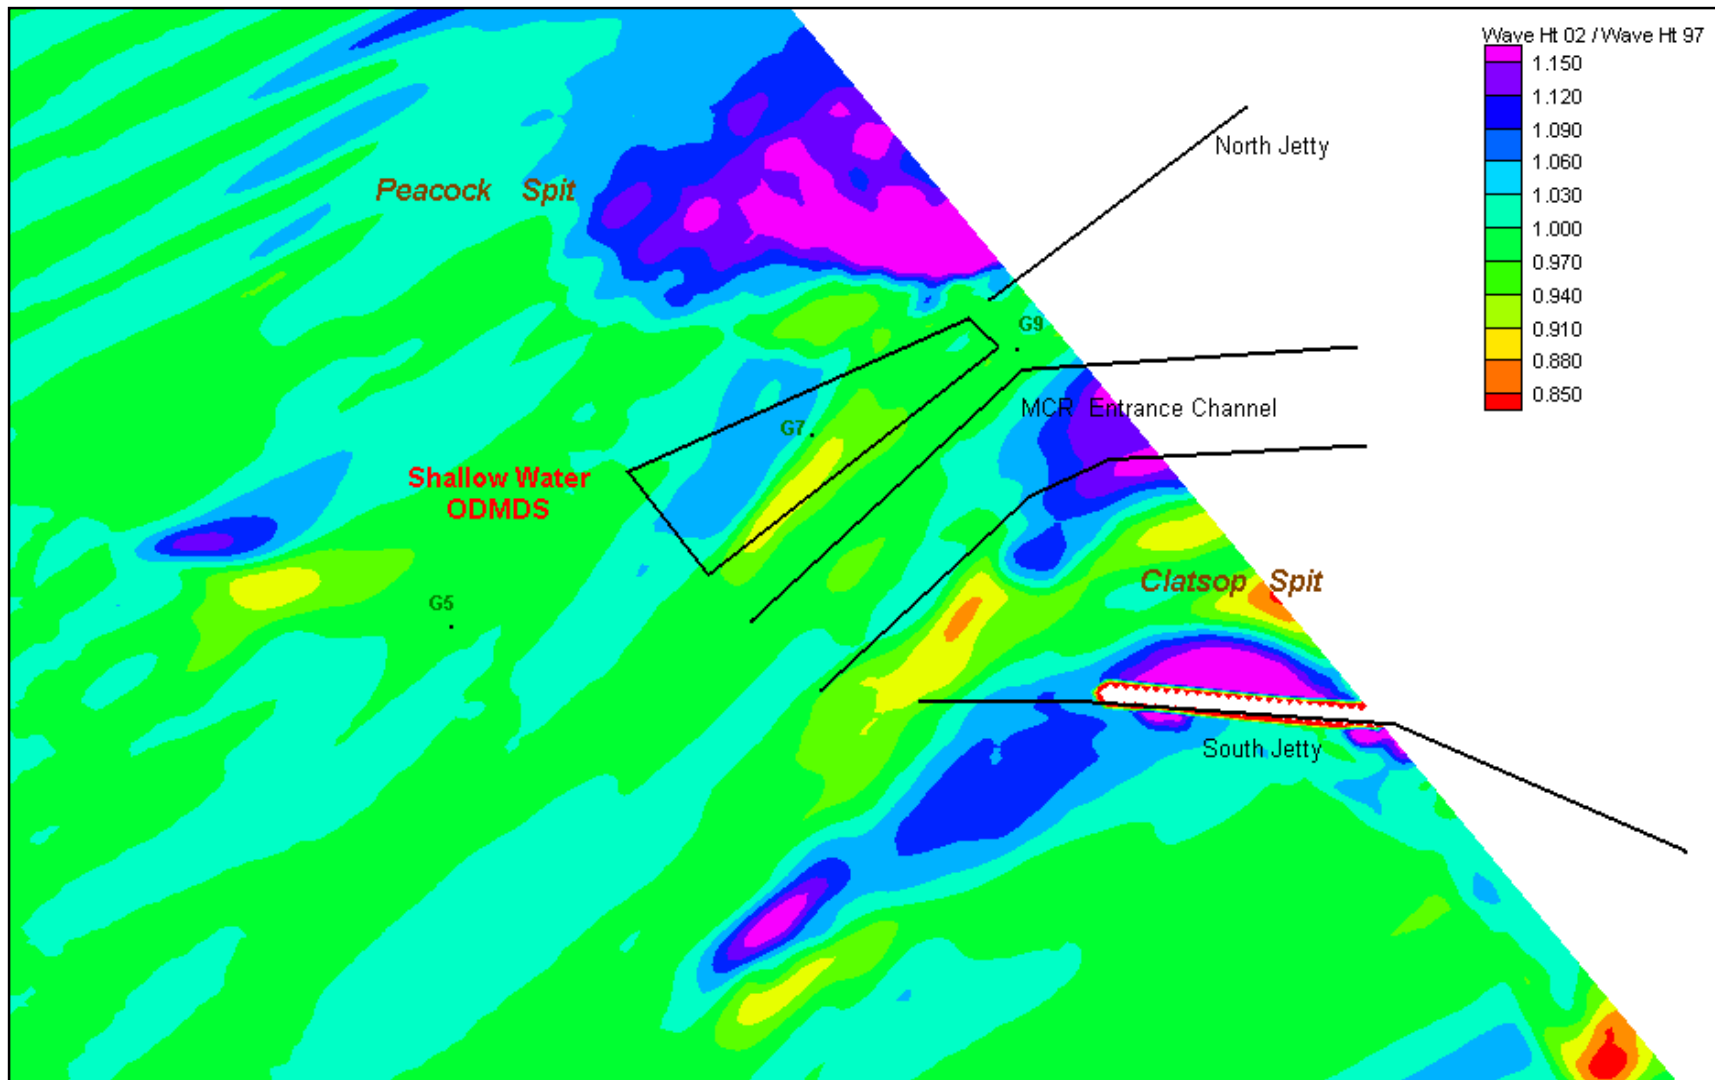 Wave Ht 02 / Wave Ht 97
1.150
1.120
1.090
1.060
1.030
1.000
0.970
0.940
0.910
0.880
0.850
North Jetty
Peacock Spit
G9
MCR Entrance Channel
G7
Shallow Water
ODMDS
Clatsop Spit
G5
South Jetty